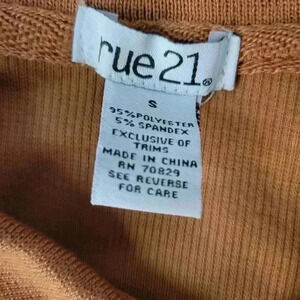 rue21®
S
95% POLYESTER
5% SPANDEX
EXCLUSIVE OF
TRIMS
MADE IN CHINA
RN 70829
SEE REVERSE
FOR CARE